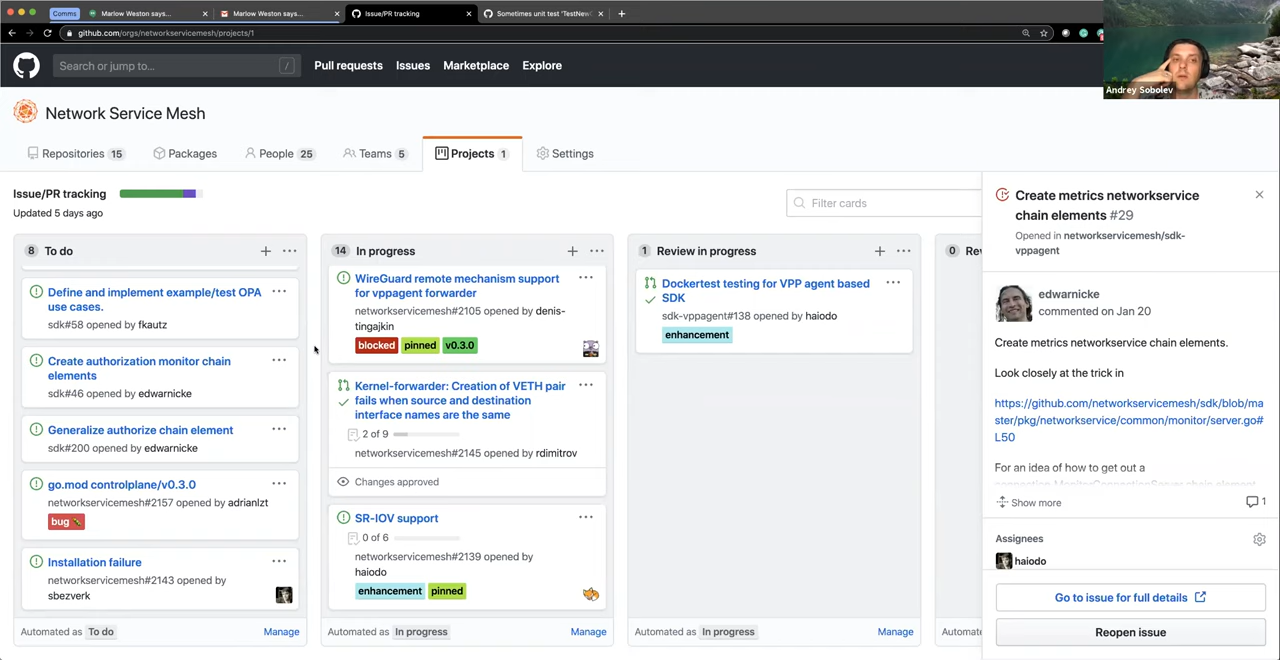 Comms
Marlow Weston says...
Marlow Weston says...
Issue/PR tracking
Sometimes unit test 'TestNew
github.com/orgs/networkservicemesh/projects/1
Andrey Sobolev
Search or jump to...
/
Pull requests
Issues
Marketplace
Explore
Network Service Mesh
Repositories 15
Packages
People 25
Teams 5
Projects 1
Settings
Issue/PR tracking
Updated 5 days ago
Filter cards
8 To do
Define and implement example/test OPA
use cases.
sdk#58 opened by fkautz
Create authorization monitor chain
elements
sdk#46 opened by edwarnicke
Generalize authorize chain element
sdk#200 opened by edwarnicke
go.mod controlplane/v0.3.0
networkservicemesh#2157 opened by adrianlzt
bug
Installation failure
networkservicemesh#2143 opened by
sbezverk
Automated as To do
Manage
14 In progress
WireGuard remote mechanism support
for vppagent forwarder
networkservicemesh#2105 opened by denis-
tingajkin
blocked pinned v0.3.0
Kernel-forwarder: Creation of VETH pair
fails when source and destination
interface names are the same
2 of 9
networkservicemesh#2145 opened by rdimitrov
Changes approved
SR-IOV support
0 of 6
networkservicemesh#2139 opened by
haiodo
enhancement pinned
Automated as In progress
Manage
1 Review in progress
Dockertest testing for VPP agent based
SDK
sdk-vppagent#138 opened by haiodo
enhancement
Automated as In progress
Manage
0 Rev
Automate
Create metrics networkservice
chain elements #29
Opened in networkservicemesh/sdk-
vppagent
edwarnicke
commented on Jan 20
Create metrics networkservice chain elements.
Look closely at the trick in
https://github.com/networkservicemesh/sdk/blob/ma
ster/pkg/networkservice/common/monitor/server.go#
L50
For an idea of how to get out a
connection MonitorConnectionServer chain element
Show more
1
Assignees
haiodo
Go to issue for full details
Reopen issue